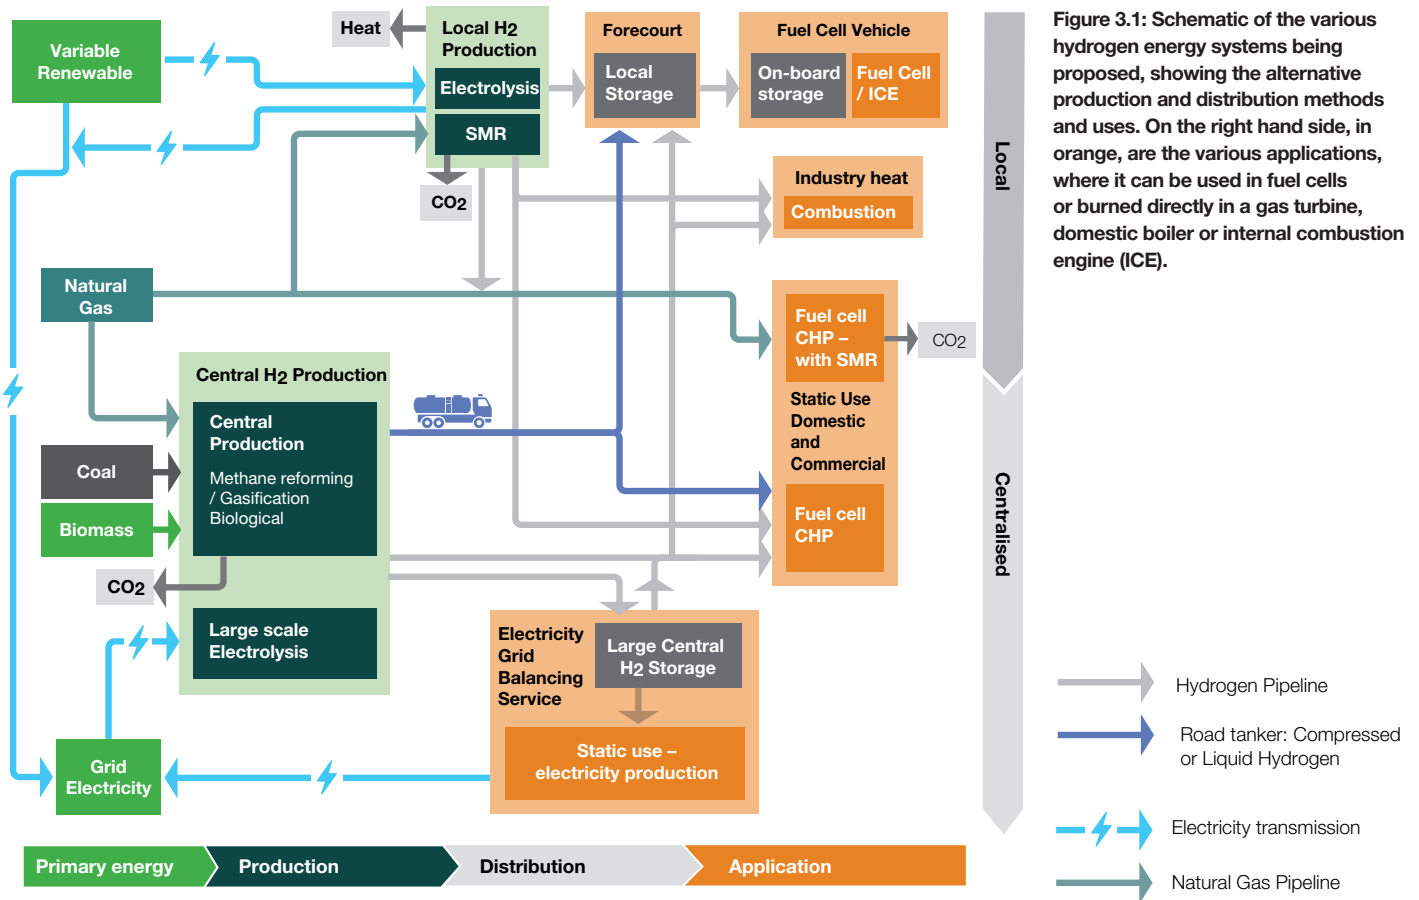 Variable
Renewable
Heat
Local H2
Production
Electrolysis
SMR
CO2
Forecourt
Local
Storage
Fuel Cell Vehicle
On-board
storage
Fuel Cell
/ ICE
Industry heat
Combustion
Natural
Gas
Fuel cell
CHP –
with SMR
CO2
Static Use
Domestic
and
Commercial
Fuel cell
CHP
Central H2 Production
Central
Production
Methane reforming
/ Gasification
Biological
Coal
Biomass
CO2
Large scale
Electrolysis
Electricity
Grid
Balancing
Service
Large Central
H2 Storage
Static use –
electricity production
Grid
Electricity
Primary energy
Production
Distribution
Application
Local
Centralised
Figure 3.1: Schematic of the various
hydrogen energy systems being
proposed, showing the alternative
production and distribution methods
and uses. On the right hand side, in
orange, are the various applications,
where it can be used in fuel cells
or burned directly in a gas turbine,
domestic boiler or internal combustion
engine (ICE).
Hydrogen Pipeline
Road tanker: Compressed
or Liquid Hydrogen
Electricity transmission
Natural Gas Pipeline